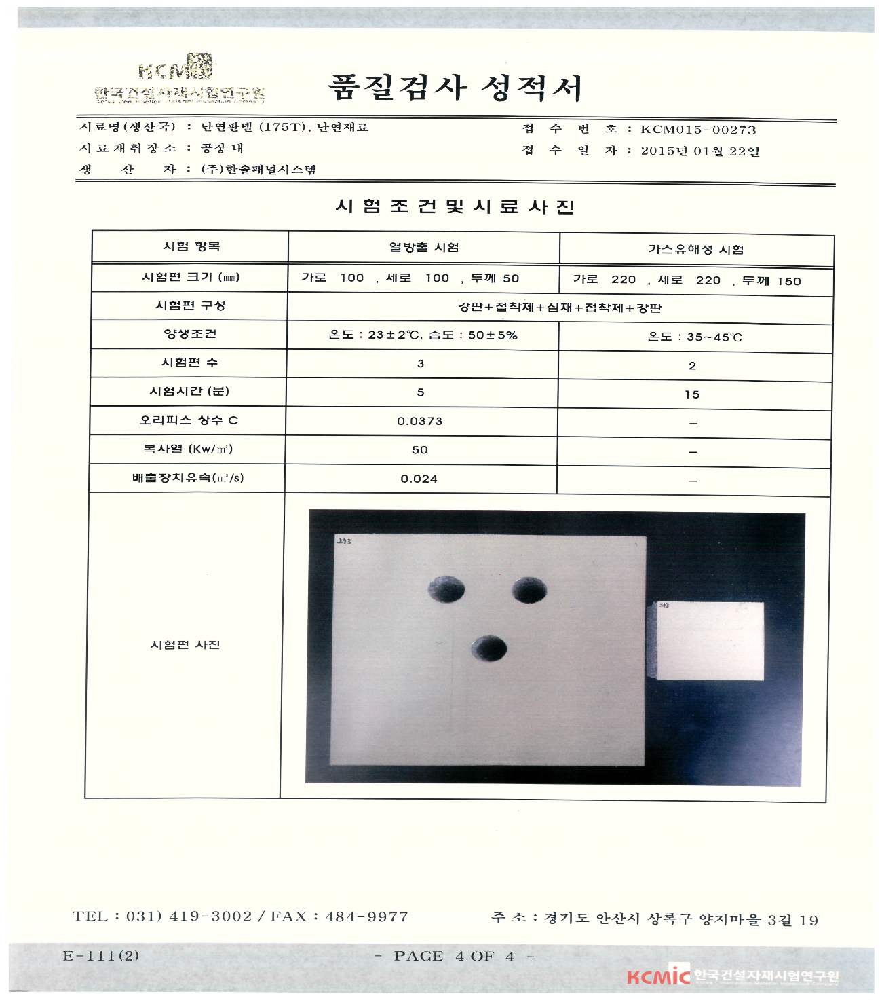 KCMIC
한국건설자재시험연구원
Korea Construction Material Inspection Company
품질검사 성적서
시료명(생산국) : 난연판넬 (175T), 난연재료
접 수 번 호 : KCM015-00273
시료채취장소 : 공장 내
접 수 일 자 : 2015년 01월 22일
생 산 자 : (주)한솔패널시스템
시험조건및시료사진
시험 항목 열방출 시험 가스유해성 시험
시험편 크기 (㎜) 가로 100 , 세로 100 , 두께 50 가로 220 , 세로 220 , 두께 150
시험편 구성 강판+접착제+심재+접착제+강판
양생조건 온도 : 23±2℃, 습도 : 50±5% 온도 : 35~45℃
시험편 수 3 2
시험시간 (분) 5 15
오리피스 상수 C 0.0373 –
복사열 (Kw/㎡) 50 –
배출장치유속(㎥/s) 0.024 –
시험편 사진
TEL : 031) 419-3002 / FAX : 484-9977
주 소 : 경기도 안산시 상록구 양지마을 3길 19
E-111(2)
- PAGE 4 OF 4 -
KCMiC 한국건설자재시험연구원